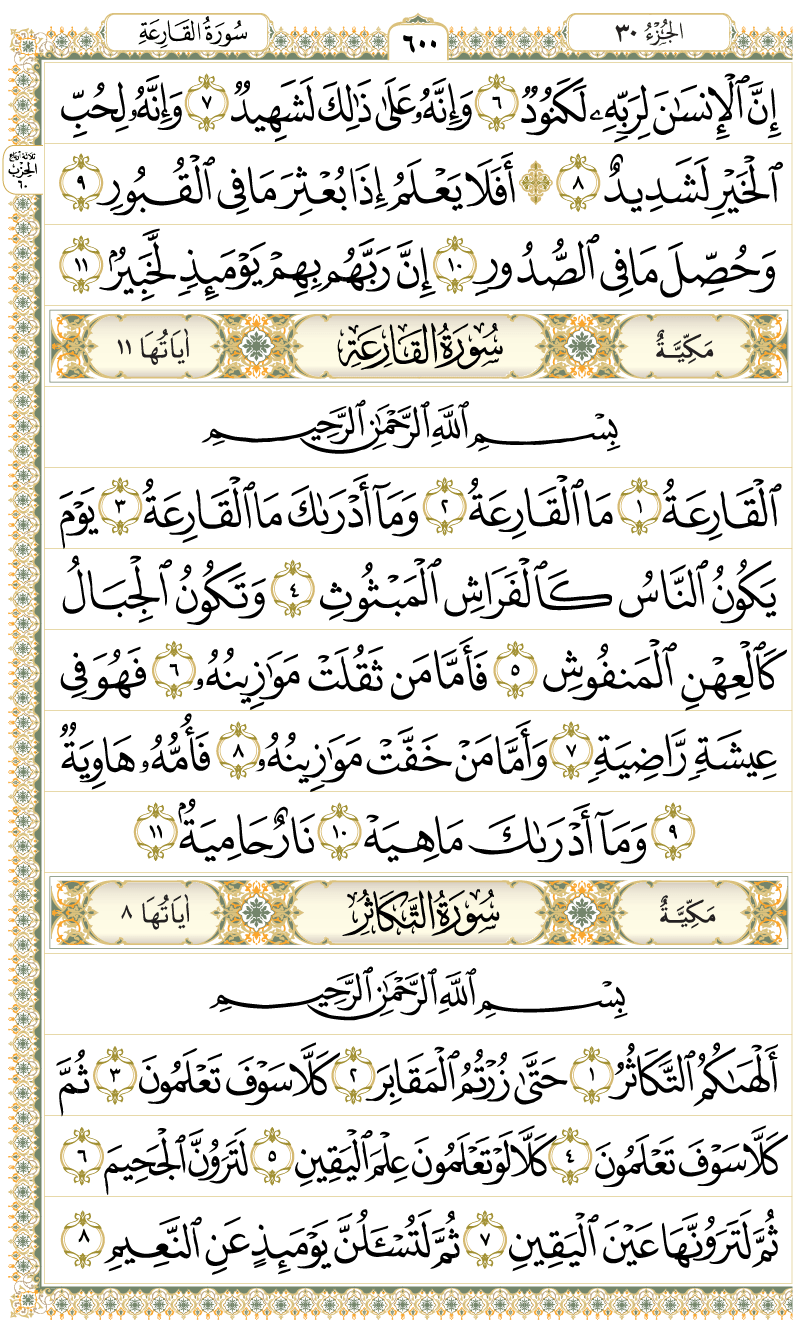 سُورَةُ القَارِعَةِ ٦٠٠ الجُزْءُ ٣٠
إِنَّ ٱلْإِنسَٰنَ لِرَبِّهِۦ لَكَنُودٌ ٦ وَإِنَّهُۥ عَلَىٰ ذَٰلِكَ لَشَهِيدٌ ٧ وَإِنَّهُۥ لِحُبِّ
ثلاثة أرباع
الحزب
٦٠
ٱلْخَيْرِ لَشَدِيدٌ ٨ ۞ أَفَلَا يَعْلَمُ إِذَا بُعْثِرَ مَا فِى ٱلْقُبُورِ ٩
وَحُصِّلَ مَا فِى ٱلصُّدُورِ ١٠ إِنَّ رَبَّهُم بِهِمْ يَوْمَئِذٍ لَّخَبِيرٌۢ ١١
مَكِّيَّةٌ سُورَةُ القَارِعَةِ اٰيَاتُهَا ١١
بِسْمِ ٱللَّهِ ٱلرَّحْمَٰنِ ٱلرَّحِيمِ
ٱلْقَارِعَةُ ١ مَا ٱلْقَارِعَةُ ٢ وَمَآ أَدْرَىٰكَ مَا ٱلْقَارِعَةُ ٣ يَوْمَ
يَكُونُ ٱلنَّاسُ كَٱلْفَرَاشِ ٱلْمَبْثُوثِ ٤ وَتَكُونُ ٱلْجِبَالُ
كَٱلْعِهْنِ ٱلْمَنفُوشِ ٥ فَأَمَّا مَن ثَقُلَتْ مَوَٰزِينُهُۥ ٦ فَهُوَ فِى
عِيشَةٍ رَّاضِيَةٍ ٧ وَأَمَّا مَنْ خَفَّتْ مَوَٰزِينُهُۥ ٨ فَأُمُّهُۥ هَاوِيَةٌ
٩ وَمَآ أَدْرَىٰكَ مَا هِيَهْ ١٠ نَارٌ حَامِيَةٌۢ ١١
مَكِّيَّةٌ سُورَةُ التَّكَاثُرِ اٰيَاتُهَا ٨
بِسْمِ ٱللَّهِ ٱلرَّحْمَٰنِ ٱلرَّحِيمِ
أَلْهَىٰكُمُ ٱلتَّكَاثُرُ ١ حَتَّىٰ زُرْتُمُ ٱلْمَقَابِرَ ٢ كَلَّا سَوْفَ تَعْلَمُونَ ٣ ثُمَّ
كَلَّا سَوْفَ تَعْلَمُونَ ٤ كَلَّا لَوْ تَعْلَمُونَ عِلْمَ ٱلْيَقِينِ ٥ لَتَرَوُنَّ ٱلْجَحِيمَ ٦
ثُمَّ لَتَرَوُنَّهَا عَيْنَ ٱلْيَقِينِ ٧ ثُمَّ لَتُسْـَٔلُنَّ يَوْمَئِذٍ عَنِ ٱلنَّعِيمِ ٨